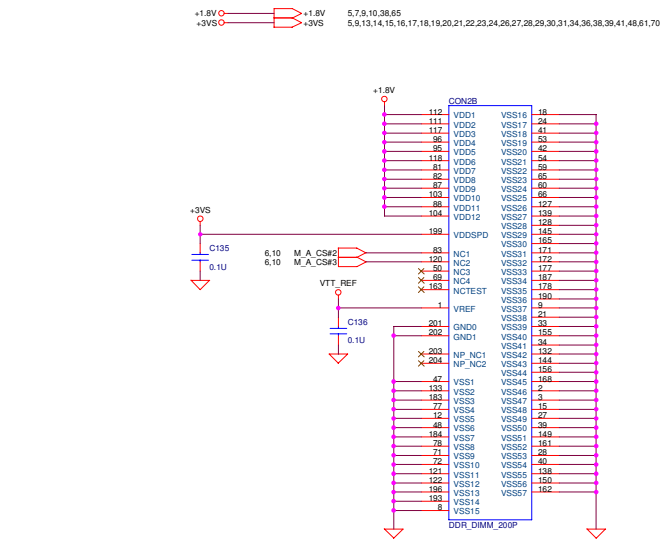 +1.8V +1.8V 5,7,9,10,38,65
+3VS +3VS 5,9,13,14,15,16,17,18,19,20,21,22,23,24,26,27,28,29,30,31,34,36,38,39,41,48,61,70
+1.8V
CON2B
112 VDD1 VSS16 18
111 VDD2 VSS17 24
117 VDD3 VSS18 41
96 VDD4 VSS19 53
95 VDD5 VSS20 42
118 VDD6 VSS21 54
81 VDD7 VSS22 59
82 VDD8 VSS23 65
87 VDD9 VSS24 60
103 VDD10 VSS25 66
88 VDD11 VSS26 127
104 VDD12 VSS27 139
VSS28 128
+3VS
199 VDDSPD VSS29 145
VSS30 165
C135
0.1U
6,10 M_A_CS#2 83 NC1 VSS31 171
6,10 M_A_CS#3 120 NC2 VSS32 172
50 NC3 VSS33 177
69 NC4 VSS34 187
163 NCTEST VSS35 178
VTT_REF
VSS36 190
1 VREF VSS37 9
VSS38 21
C136
0.1U
201 GND0 VSS39 33
202 GND1 VSS40 155
VSS41 34
203 NP_NC1 VSS42 132
204 NP_NC2 VSS43 144
VSS44 156
47 VSS1 VSS45 168
133 VSS2 VSS46 2
183 VSS3 VSS47 3
77 VSS4 VSS48 15
12 VSS5 VSS49 27
48 VSS6 VSS50 39
184 VSS7 VSS51 149
78 VSS8 VSS52 161
71 VSS9 VSS53 28
72 VSS10 VSS54 40
121 VSS11 VSS55 138
122 VSS12 VSS56 150
196 VSS13 VSS57 162
193 VSS14
8 VSS15
DDR_DIMM_200P